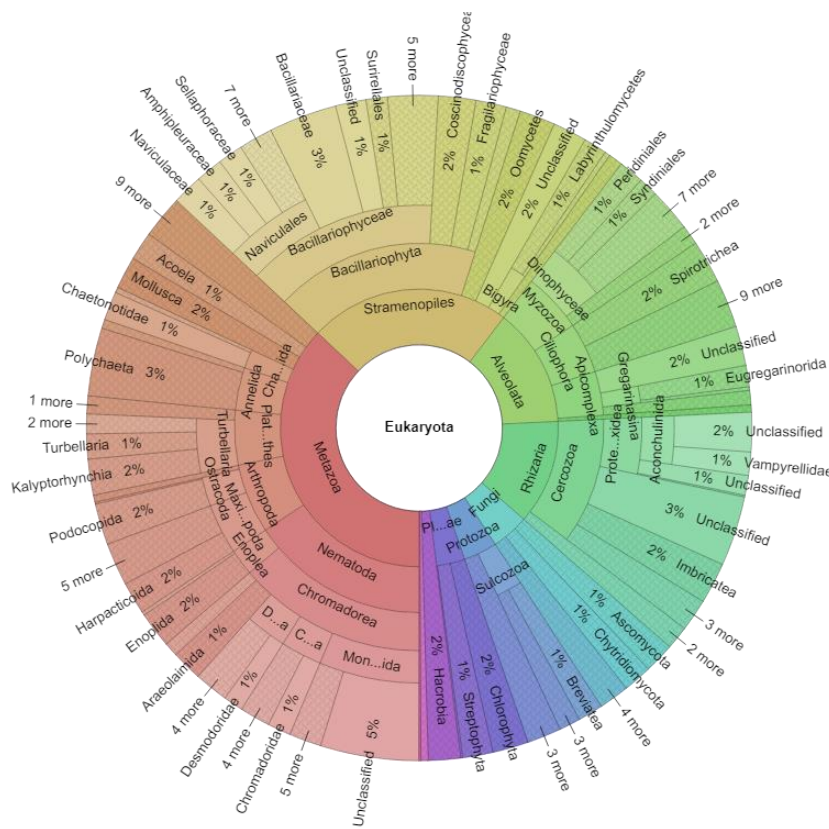 Eukaryota
Stramenopiles
Bacillariophyta
Bacillariophyceae
Naviculales
Naviculaceae 1%
Amphipleuraceae 1%
Sellaphoraceae 1%
7 more
Bacillariaceae 3%
Unclassified 1%
Surirellales 1%
5 more
Coscinodiscophyceae 2%
Fragilariophyceae 1%
Oomycetes 2%
Unclassified 2%
Bigyra
Labyrinthulomycetes 1%
Alveolata
Myzozoa
Dinophyceae
Peridiniales 1%
Syndiniales 1%
7 more
2 more
Ciliophora
Spirotrichea 2%
9 more
Apicomplexa
Gregarinasina
2% Unclassified
1% Eugregarinorida
Rhizaria
Cercozoa
Prote...xidea
Aconchulinida
2% Unclassified
1% Vampyrellidae
1% Unclassified
3% Unclassified
2% Imbricatea
3 more
2 more
Fungi
1% Ascomycota
1% Chytridiomycota
4 more
Protozoa
Sulcozoa
1% Breviatea
3 more
3 more
Pl...ae
2% Chlorophyta
1% Streptophyta
2% Hacrobia
Metazoa
Nematoda
Chromadorea
Mon...ida
Unclassified 5%
5 more
C...a
Chromadoridae 1%
4 more
D...a
Desmodoridae 1%
4 more
Araeolaimida 1%
Enoplea
Enoplida 2%
Arthropoda
Maxi...poda
Harpacticoida 2%
5 more
Ostracoda
Podocopida 2%
Plat...thes
Turbellaria
Kalyptorhynchia 2%
Turbellaria 1%
2 more
Annelida
1 more
Polychaeta 3%
Cha...ida
Chaetonotidae 1%
Mollusca 2%
Acoela 1%
9 more